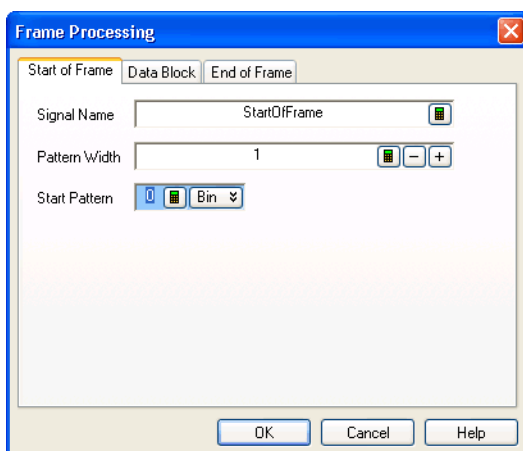 Frame Processing
Start of Frame Data Block End of Frame
Signal Name StartOfFrame
Pattern Width 1
Start Pattern 0 Bin
OK Cancel Help